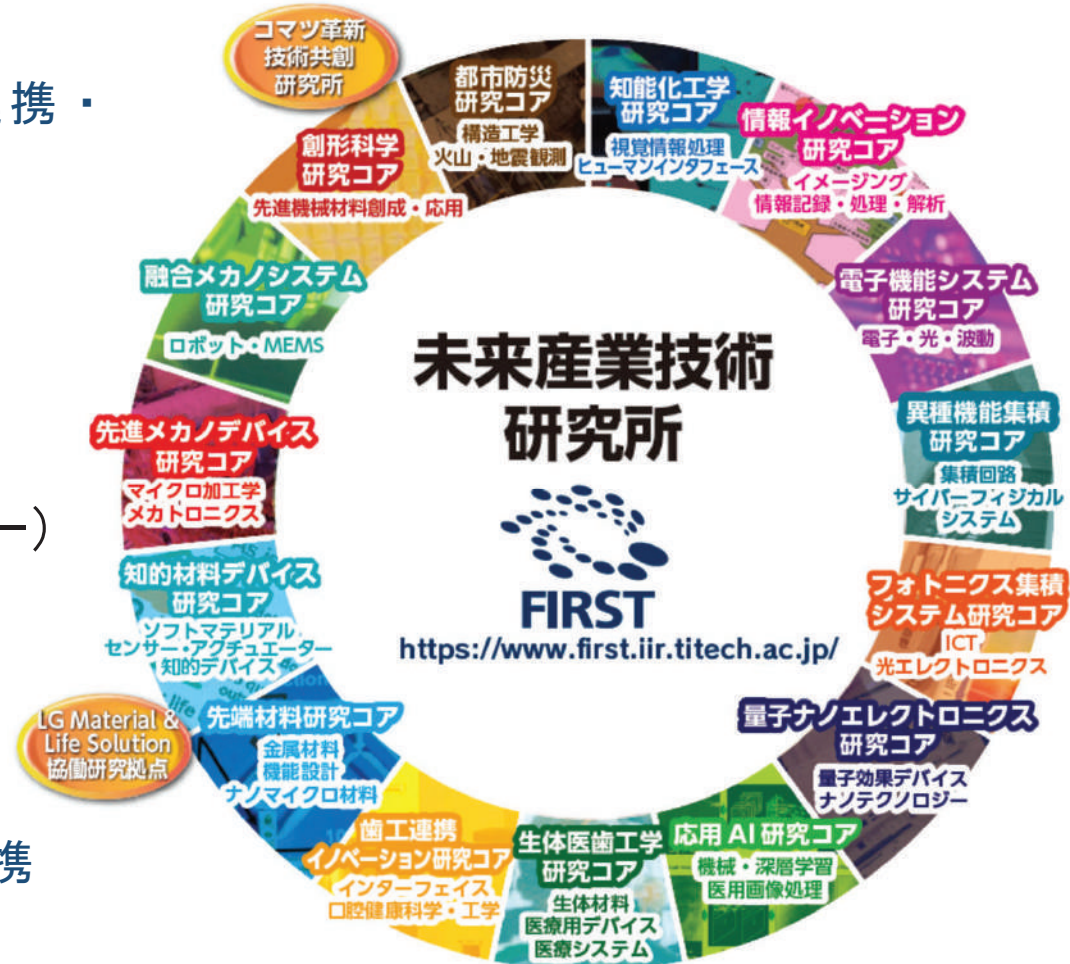 携・
ー)
携
コマツ革新
技術共創
研究所
都市防災
研究コア
構造工学
火山・地震観測
知能化工学
研究コア
視覚情報処理
ヒューマンインタフェース
情報イノベーション
研究コア
イメージング
情報記録・処理・解析
電子機能システム
研究コア
電子・光・波動
異種機能集積
研究コア
集積回路
サイバーフィジカル
システム
フォトニクス集積
システム研究コア
ICT
光エレクトロニクス
量子ナノエレクトロニクス
研究コア
量子効果デバイス
ナノテクノロジー
応用 AI 研究コア
機械・深層学習
医用画像処理
生体医歯工学
研究コア
生体材料
医療用デバイス
医療システム
歯工連携
イノベーション研究コア
インターフェイス
口腔健康科学・工学
先端材料研究コア
金属材料
機能設計
ナノマイクロ材料
LG Material &
Life Solution
協働研究拠点
知的材料デバイス
研究コア
ソフトマテリアル
センサー・アクチュエーター
知的デバイス
先進メカノデバイス
研究コア
マイクロ加工学
メカトロニクス
融合メカノシステム
研究コア
ロボット・MEMS
創形科学
研究コア
先進機械材料創成・応用
未来産業技術
研究所
FIRST
https://www.first.iir.titech.ac.jp/